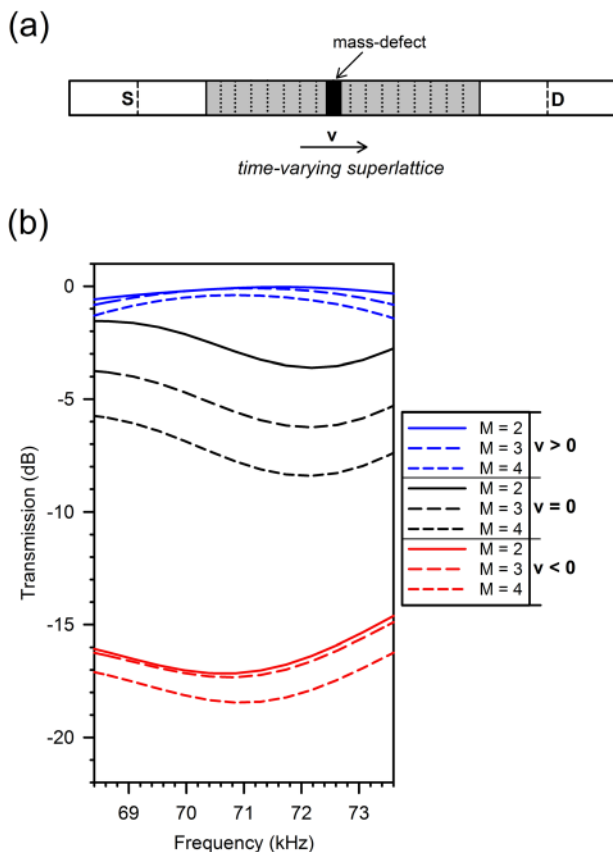 (a)
mass-defect
S
D
v
time-varying superlattice
(b)
0
-5
-10
-15
-20
Transmission (dB)
69 70 71 72 73
Frequency (kHz)
M = 2
M = 3
M = 4
v > 0
M = 2
M = 3
M = 4
v = 0
M = 2
M = 3
M = 4
v < 0